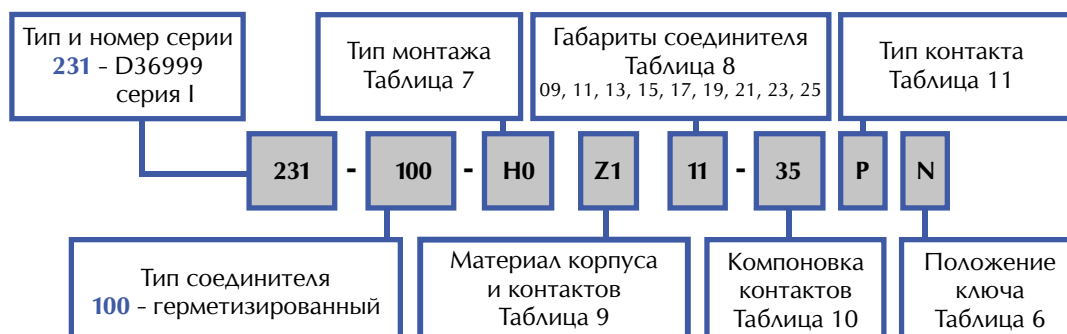 Тип и номер серии
231 - D36999
серия I
Тип монтажа
Таблица 7
Габариты соединителя
Таблица 8
09, 11, 13, 15, 17, 19, 21, 23, 25
Тип контакта
Таблица 11
231 - 100 - H0 Z1 11 - 35 P N
Тип соединителя
100 - герметизированный
Материал корпуса
и контактов
Таблица 9
Компоновка
контактов
Таблица 10
Положение
ключа
Таблица 6